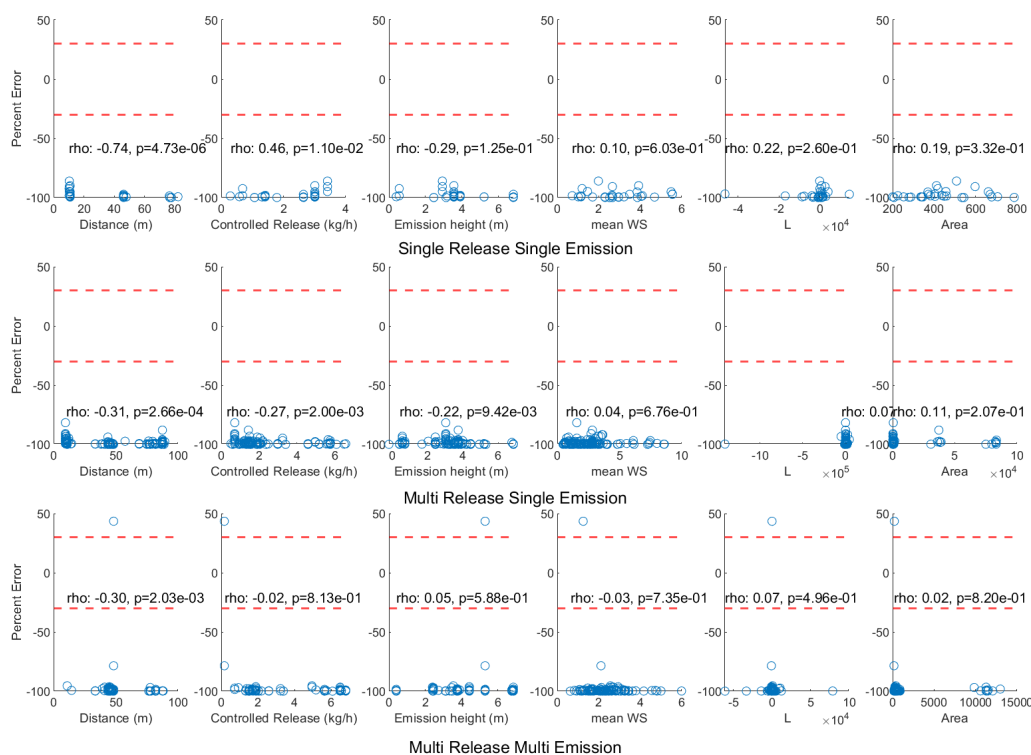 50
0
-50
-100
Percent Error
rho: -0.74, p=4.73e-06
rho: 0.46, p=1.10e-02
rho: -0.29, p=1.25e-01
rho: 0.10, p=6.03e-01
rho: 0.22, p=2.60e-01
rho: 0.19, p=3.32e-01
0 20 40 60 80
0 2 4
0 2 4 6
0 2 4 6
-4 -2 0
200 400 600 800
Distance (m)
Controlled Release (kg/h)
Emission height (m)
mean WS
L ×10^4
Area
Single Release Single Emission
50
0
-50
-100
Percent Error
rho: -0.31, p=2.66e-04
rho: -0.27, p=2.00e-03
rho: -0.22, p=9.42e-03
rho: 0.04, p=6.76e-01
rho: 0.07
rho: 0.11, p=2.07e-01
0 50 100
0 2 4 6
0 2 4 6
0 5 10
-10 -5 0
0 5 10
Distance (m)
Controlled Release (kg/h)
Emission height (m)
mean WS
L ×10^5
Area ×10^4
Multi Release Single Emission
50
0
-50
-100
Percent Error
rho: -0.30, p=2.03e-03
rho: -0.02, p=8.13e-01
rho: 0.05, p=5.88e-01
rho: -0.03, p=7.35e-01
rho: 0.07, p=4.96e-01
rho: 0.02, p=8.20e-01
0 50 100
0 2 4 6
0 2 4 6
0 2 4 6
-5 0 5 10
0 5000 10000 15000
Distance (m)
Controlled Release (kg/h)
Emission height (m)
mean WS
L ×10^4
Area
Multi Release Multi Emission